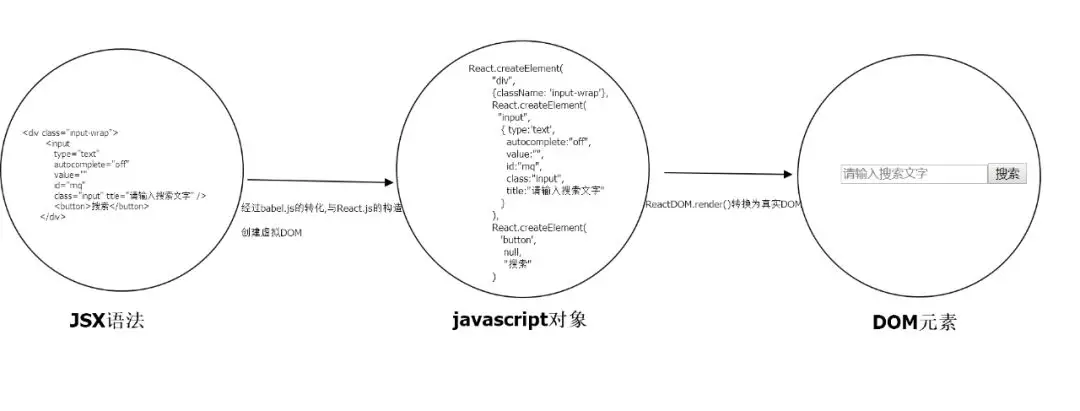 <div class="input-wrap">
<input
type="text"
autocomplete="off"
value=""
id="mq"
class="input" ttle="请输入搜索文字" />
<button>搜索</button>
</div>
JSX语法
经过babel.js的转化,与React.js的构造
创建虚拟DOM
React.createElement(
"div",
{className: 'input-wrap'},
React.createElement(
"input",
{ type:'text',
autocomplete:"off",
value:"",
id:"mq",
class:"input",
title:"请输入搜索文字"
}
),
React.createElement(
'button',
null,
"搜索"
)
javascript对象
ReactDOM.render()转换为真实DOM
请输入搜索文字 搜索
DOM元素